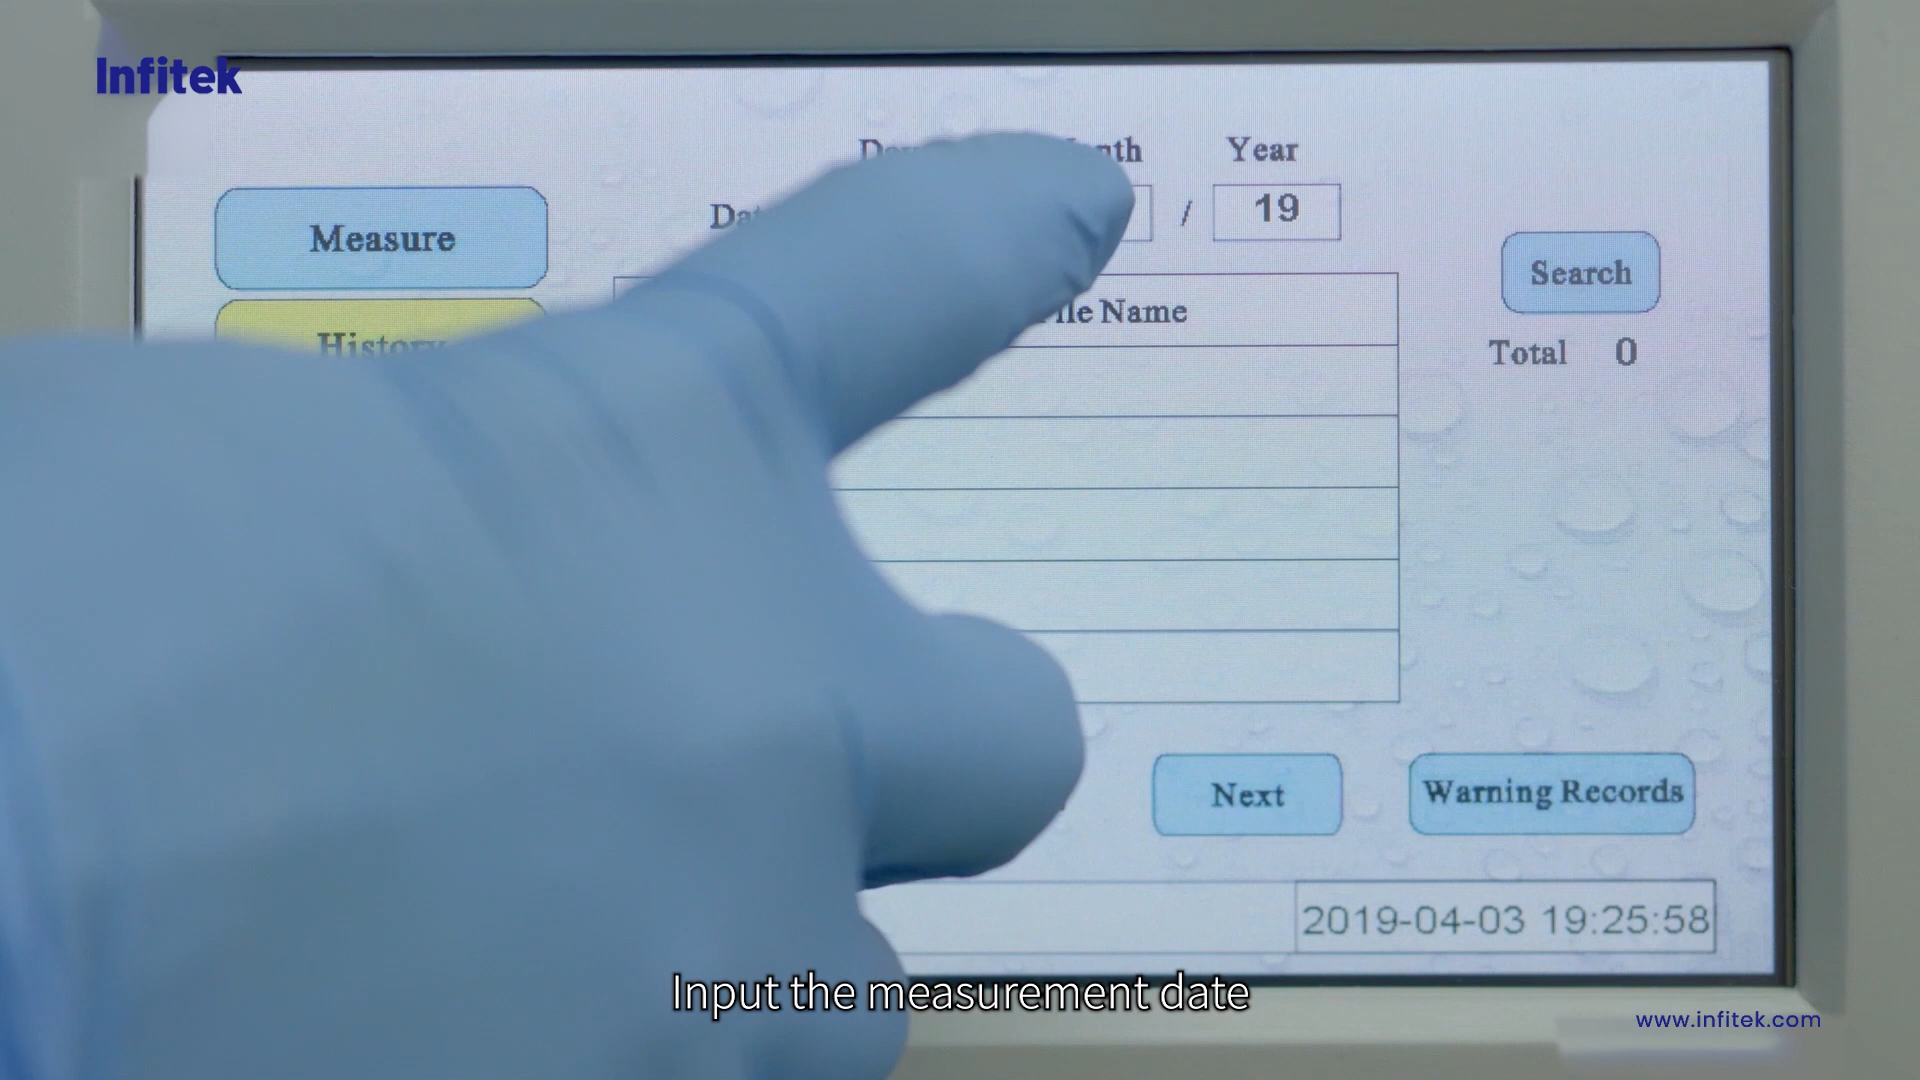 Infitek
Year
Measure
/ 19
Search
History
Name
Total 0
Next
Warning Records
2019-04-03 19:25:58
Input the measurement date
www.infitek.com